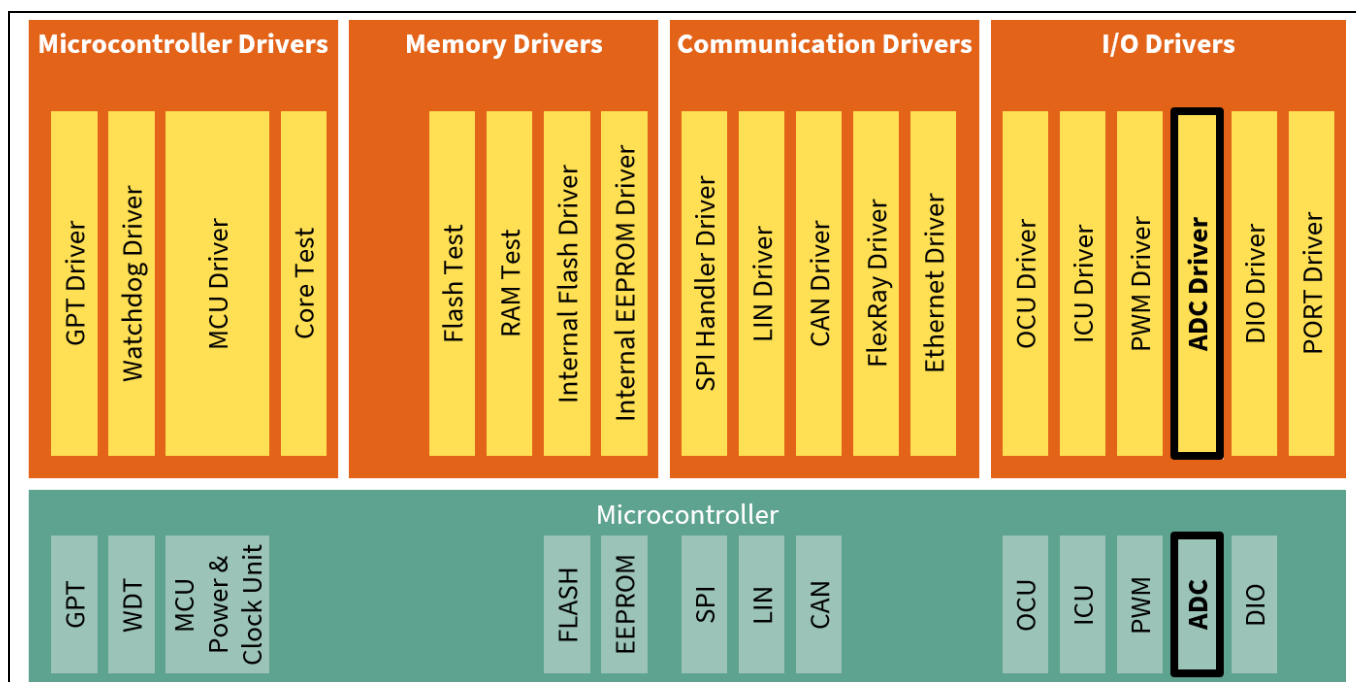 Microcontroller Drivers
GPT Driver
Watchdog Driver
MCU Driver
Core Test
Memory Drivers
Flash Test
RAM Test
Internal Flash Driver
Internal EEPROM Driver
Communication Drivers
SPI Handler Driver
LIN Driver
CAN Driver
FlexRay Driver
Ethernet Driver
I/O Drivers
OCU Driver
ICU Driver
PWM Driver
ADC Driver
DIO Driver
PORT Driver
Microcontroller
GPT
WDT
MCU
Power &
Clock Unit
FLASH
EEPROM
SPI
LIN
CAN
OCU
ICU
PWM
ADC
DIO